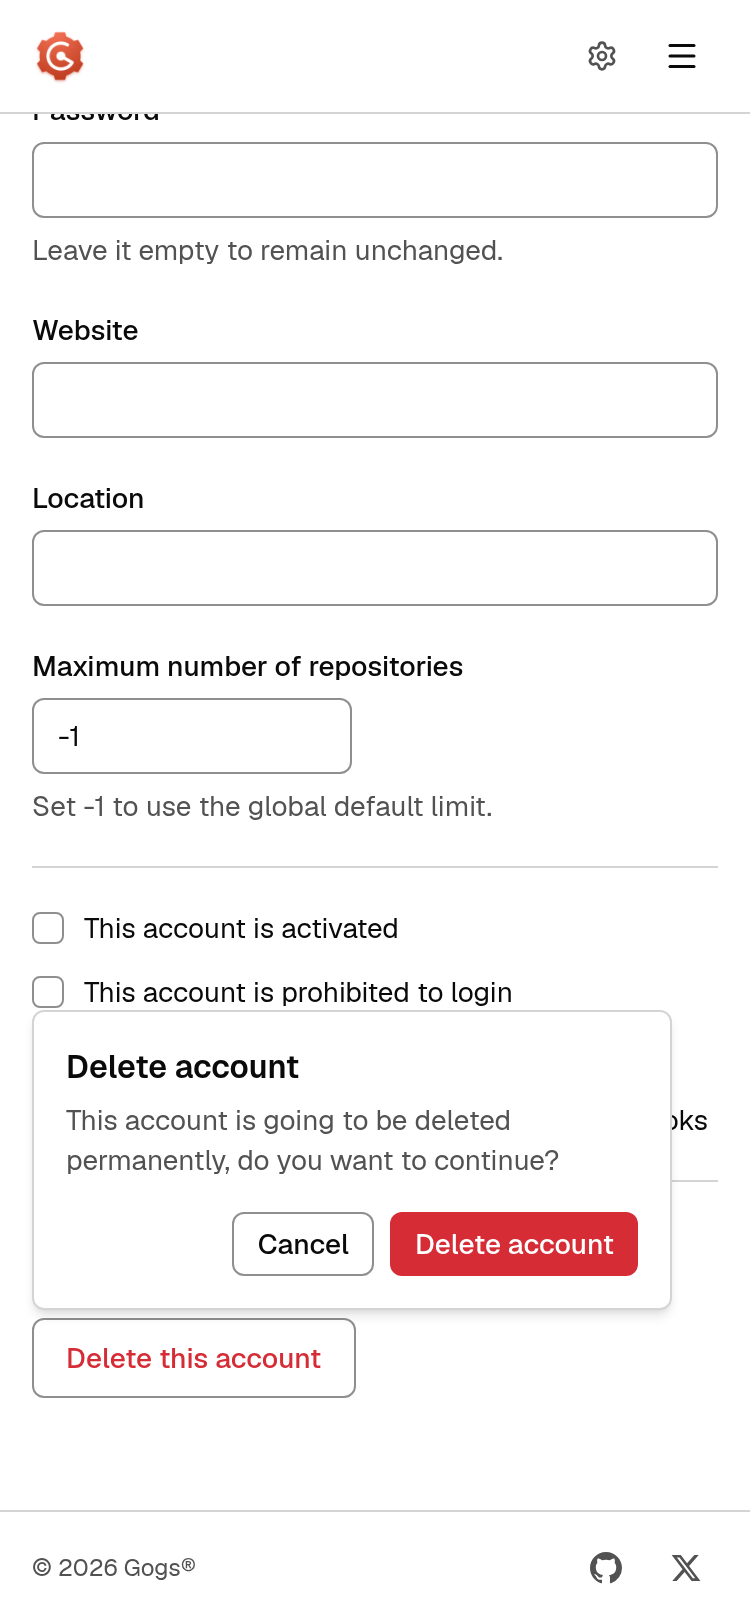 Password
Leave it empty to remain unchanged.
Website
Location
Maximum number of repositories
-1
Set -1 to use the global default limit.
This account is activated
This account is prohibited to login
Delete account
This account is going to be deleted
permanently, do you want to continue?
Cancel
Delete account
Delete this account
© 2026 Gogs®